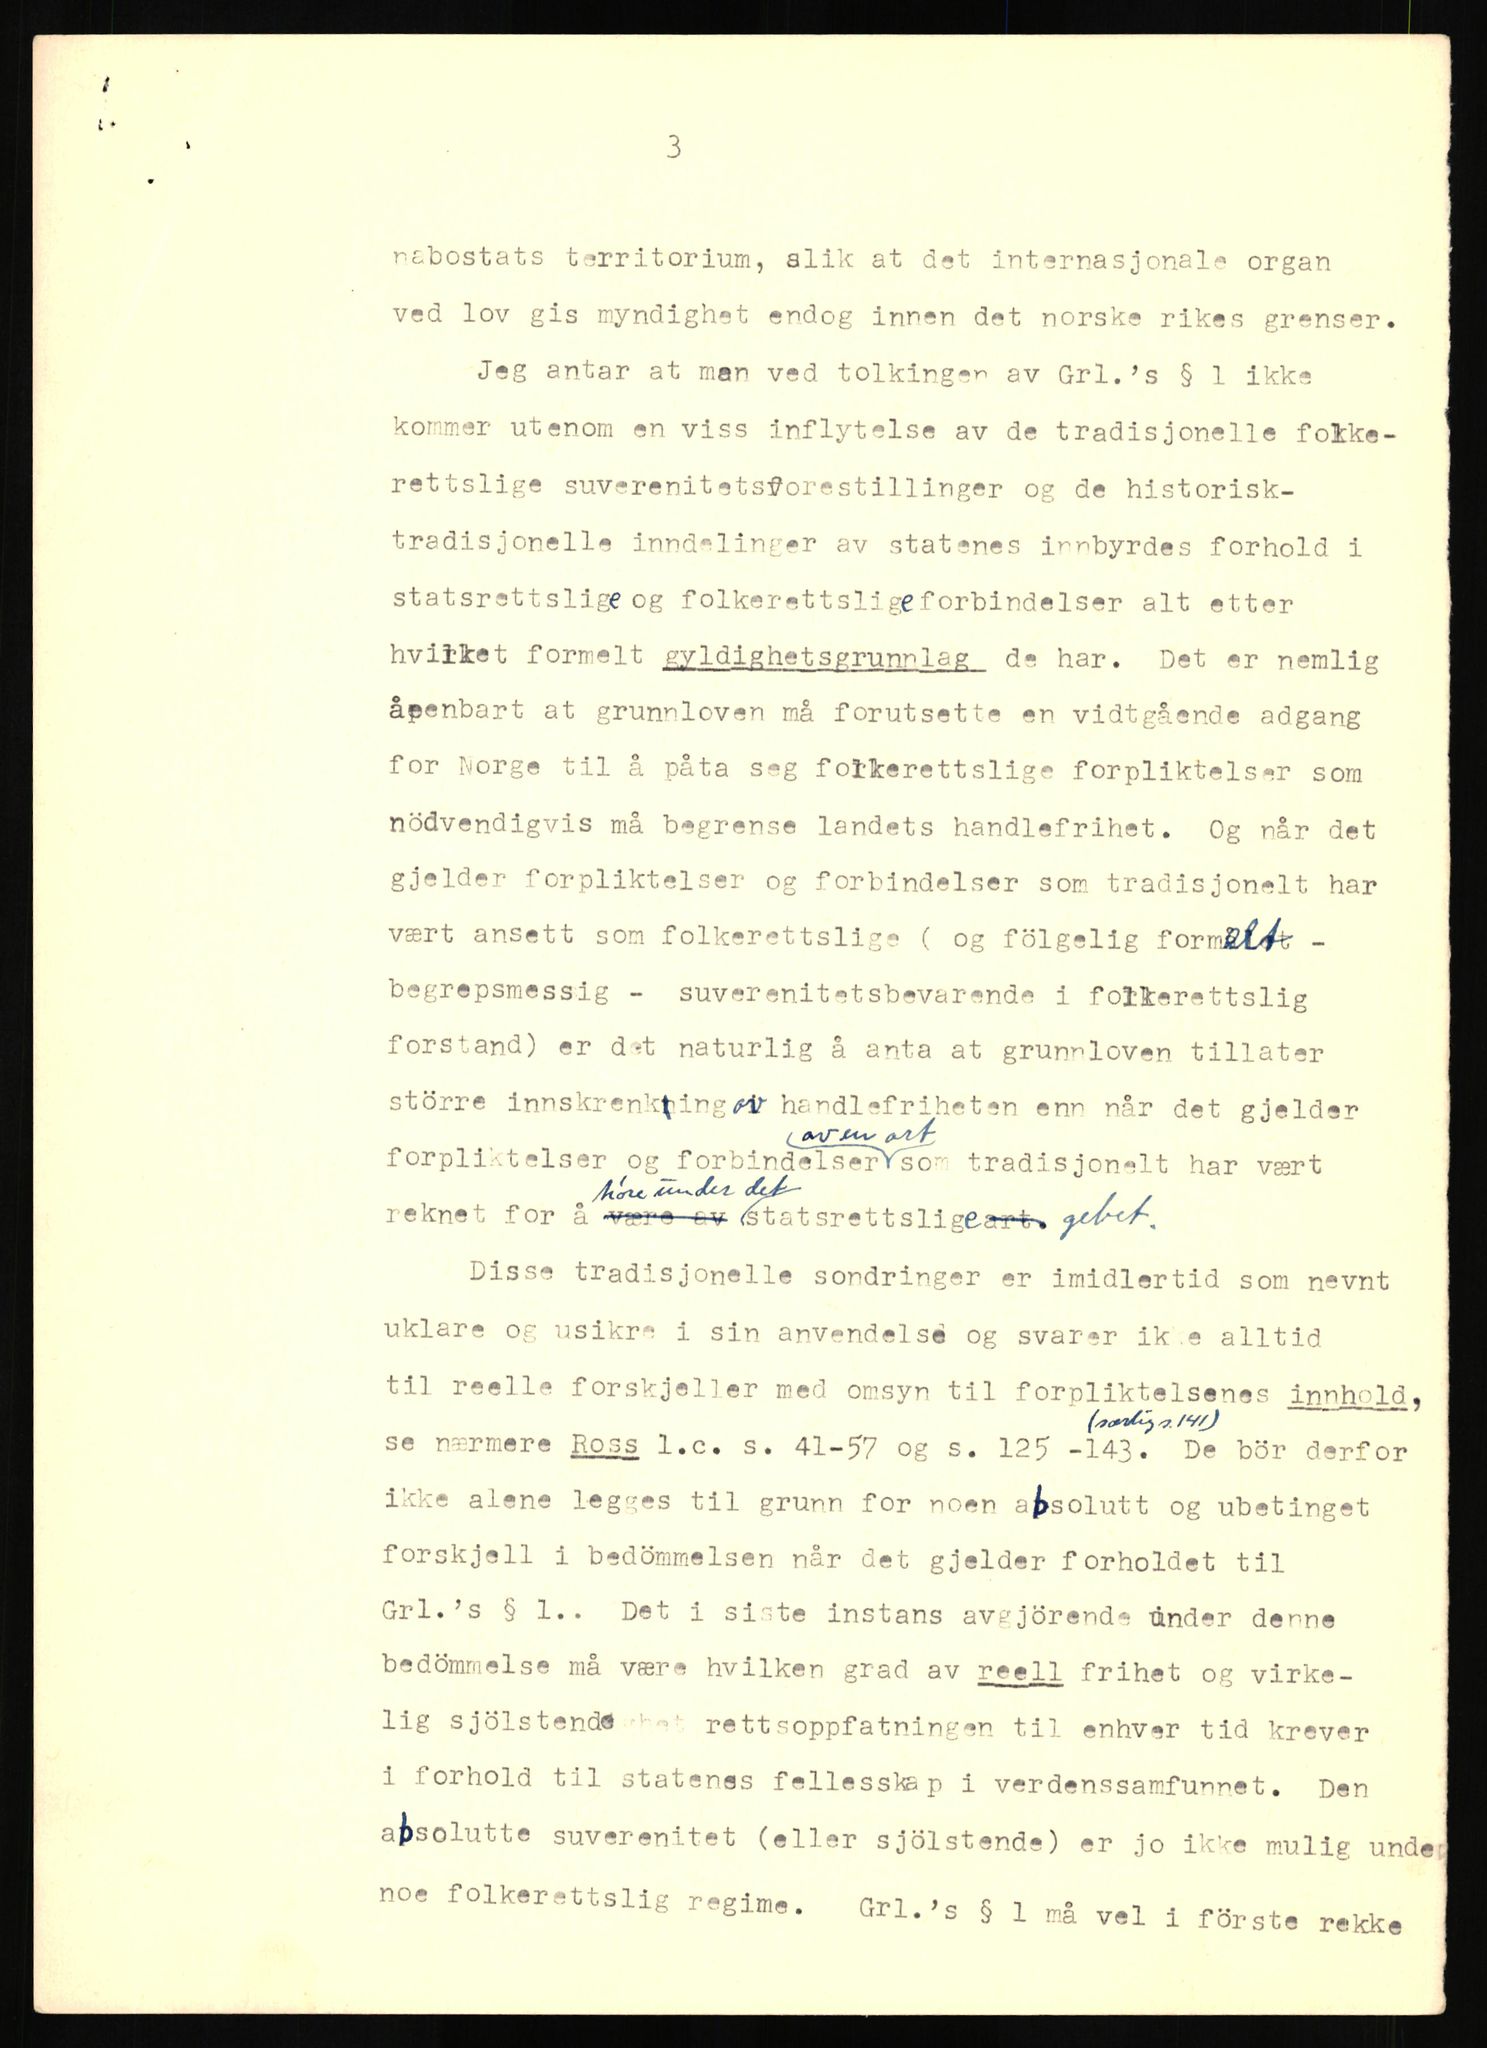 3
nabostats territorium, slik at det internasjonale organ
ved lov gis myndighet endog innen det norske rikes grenser.
Jeg antar at man ved tolkingen av Grl.'s § 1 ikke
kommer utenom en viss inflytelse av de tradisjonelle folke-
rettslige suverenitetsforestillinger og de historisk-
tradisjonelle inndelinger av statenes innbyrdes forhold i
statsrettslige og folkerettslige forbindelser alt etter
hvilket formelt gyldighetsgrunnlag de har. Det er nemlig
åpenbart at grunnloven må forutsette en vidtgående adgang
for Norge til å påta seg folkerettslige forpliktelser som
nödvendigvis må begrense landets handlefrihet. Og når det
gjelder forpliktelser og forbindelser som tradisjonelt har
vært ansett som folkerettslige ( og fölgelig formelt -
begrepsmessig - suverenitetsbevarende i folkerettslig
forstand) er det naturlig å anta at grunnloven tillater
större innskrenkning av handlefriheten enn når det gjelder
av en art
forpliktelser og forbindelser som tradisjonelt har vært
höre under det
reknet for å være av statsrettslige art. gebet.
Disse tradisjonelle sondringer er imidlertid som nevnt
uklare og usikre i sin anvendelse og svarer ikke alltid
til reelle forskjeller med omsyn til forpliktelsenes innhold,
(særlig s. 141)
se nærmere Ross l.c. s. 41-57 og s. 125 -143. De bör derfor
ikke alene legges til grunn for noen absolutt og ubetinget
forskjell i bedömmelsen når det gjelder forholdet til
Grl.'s § 1.. Det i siste instans avgjörende under denne
bedömmelse må være hvilken grad av reell frihet og virke-
lig sjölstendeghet rettsoppfatningen til enhver tid krever
i forhold til statenes fellesskap i verdenssamfunnet. Den
absolutte suverenitet (eller sjölstende) er jo ikke mulig under
noe folkerettslig regime. Grl.'s § 1 må vel i förste rekke